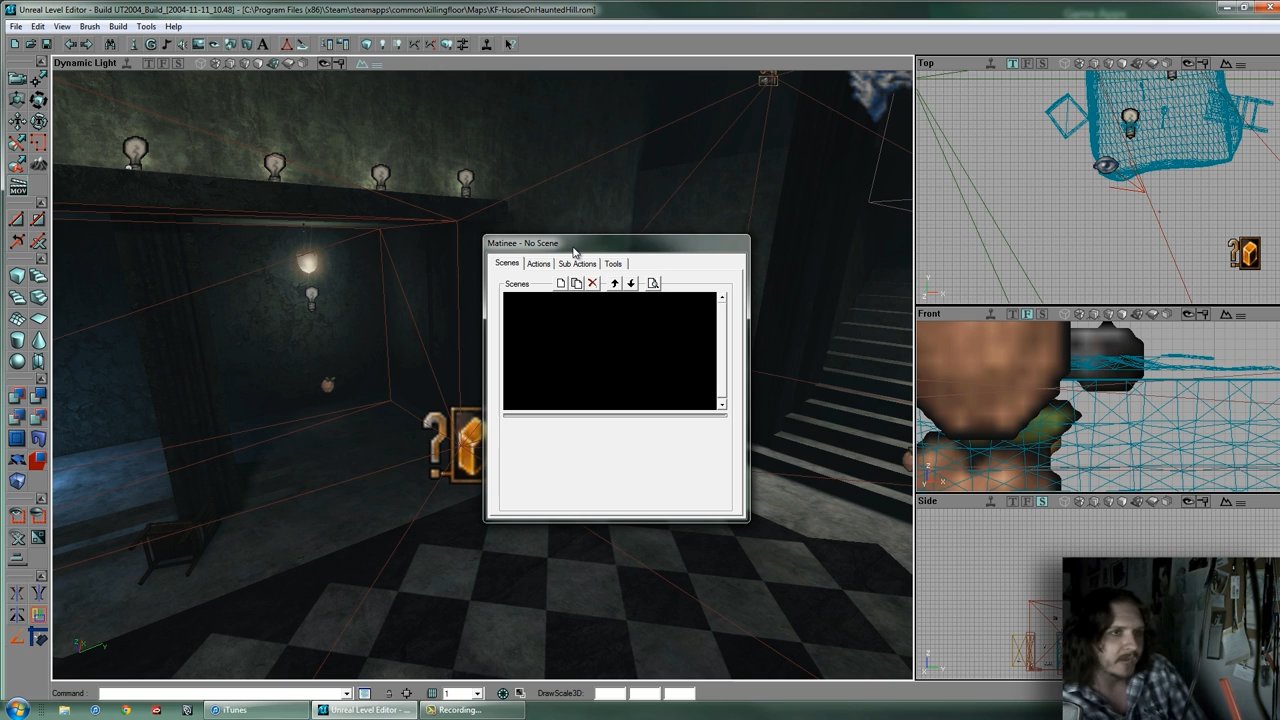 Unreal Level Editor - Build UT2004_Build_[2004-11-11_10.48] - [C:\Program Files (x86)\Steam\steamapps\common\killingfloor\Maps\KF-HouseOnHauntedHill.rom]
File Edit View Brush Build Tools Help
Dynamic Light T F S
Top T F S
MOV
Matinee - No Scene
Scenes Actions Sub Actions Tools
Scenes
Front T F S
Side T F S
Command : 1 DrawScale3D:
iTunes Unreal Level Editor - ... Recording...